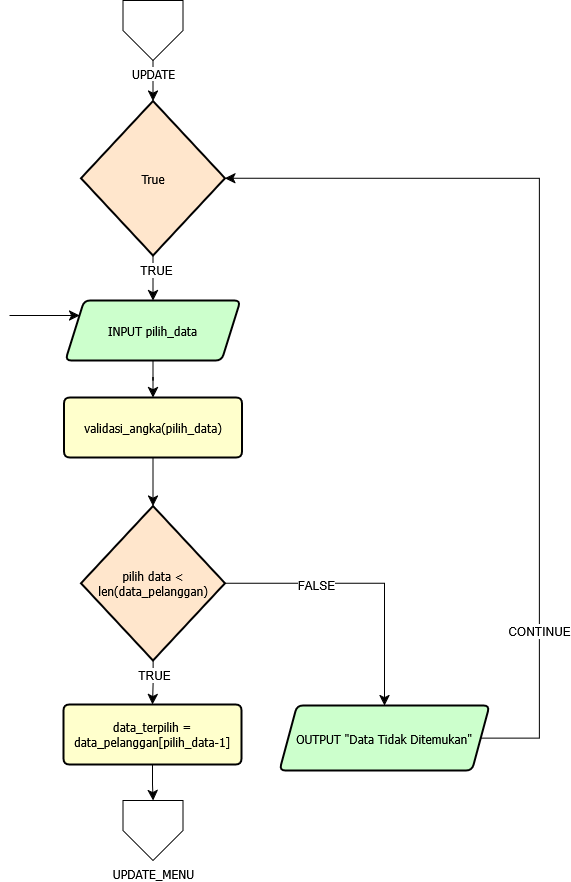 UPDATE
True
TRUE
INPUT pilih_data
validasi_angka(pilih_data)
pilih data <
len(data_pelanggan)
FALSE
CONTINUE
TRUE
data_terpilih =
data_pelanggan[pilih_data-1]
OUTPUT "Data Tidak Ditemukan"
UPDATE_MENU